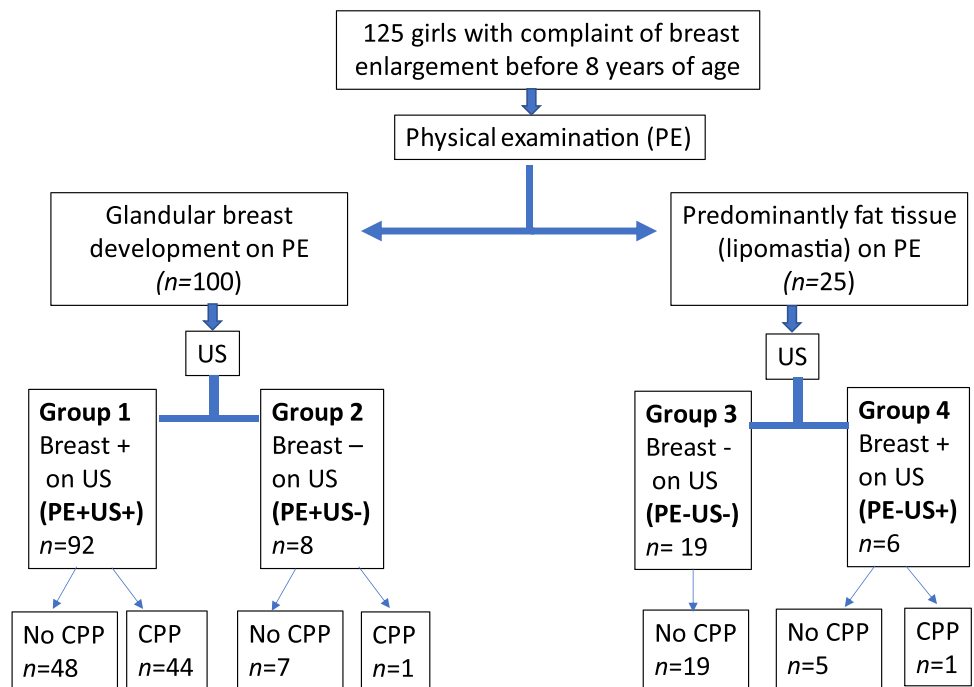 125 girls with complaint of breast
enlargement before 8 years of age
Physical examination (PE)
Glandular breast
development on PE
(n=100)
Predominantly fat tissue
(lipomastia) on PE
(n=25)
US
US
Group 1
Breast +
on US
(PE+US+)
n=92
Group 2
Breast –
on US
(PE+US-)
n=8
Group 3
Breast -
on US
(PE-US-)
n= 19
Group 4
Breast +
on US
(PE-US+)
n=6
No CPP
n=48
CPP
n=44
No CPP
n=7
CPP
n=1
No CPP
n=19
No CPP
n=5
CPP
n=1